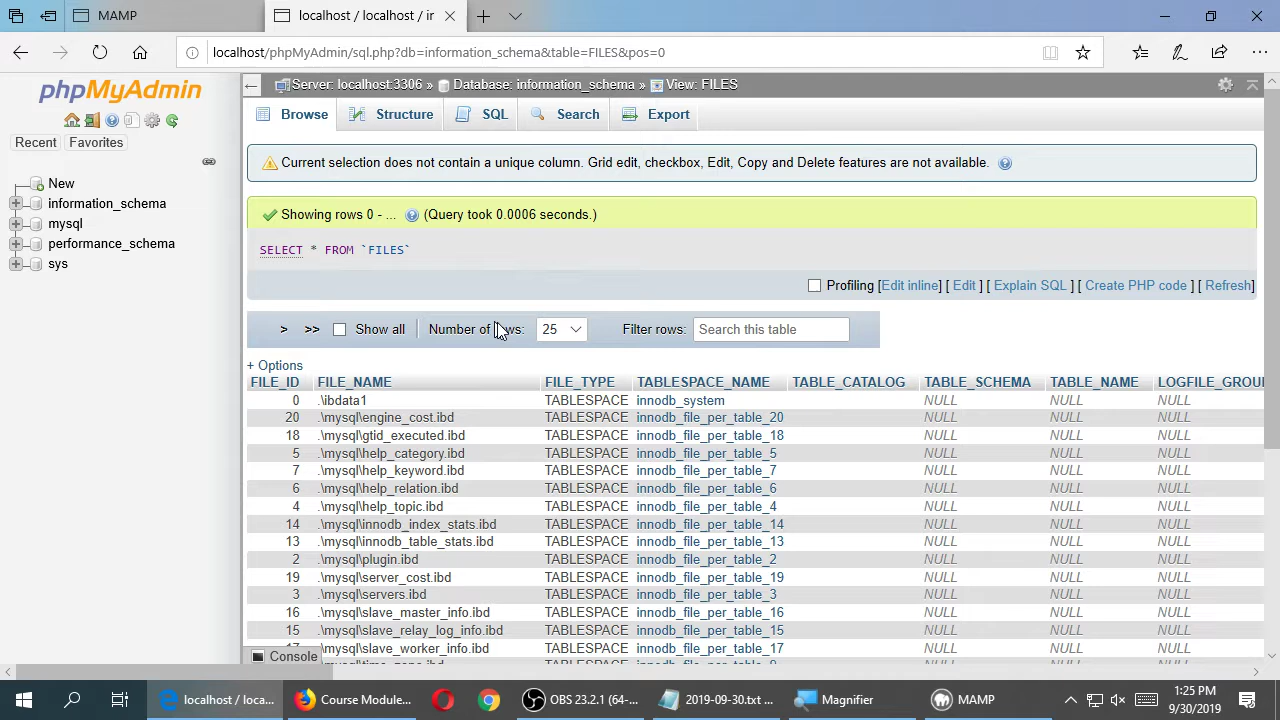 MAMP
localhost / localhost / ir
localhost/phpMyAdmin/sql.php?db=information_schema&table=FILES&pos=0
phpMyAdmin
Recent
Favorites
New
information_schema
mysql
performance_schema
sys
Server: localhost:3306 » Database: information_schema » View: FILES
Browse Structure SQL Search Export
Current selection does not contain a unique column. Grid edit, checkbox, Edit, Copy and Delete features are not available.
Showing rows 0 - ... (Query took 0.0006 seconds.)
SELECT * FROM `FILES`
Profiling [Edit inline] [ Edit ] [ Explain SQL ] [ Create PHP code ] [ Refresh]
> >> Show all Number of rows: 25 Filter rows: Search this table
+ Options
FILE_ID FILE_NAME FILE_TYPE TABLESPACE_NAME TABLE_CATALOG TABLE_SCHEMA TABLE_NAME LOGFILE_GROU
0 .\ibdata1 TABLESPACE innodb_system NULL NULL NULL
20 .\mysql\engine_cost.ibd TABLESPACE innodb_file_per_table_20 NULL NULL NULL
18 .\mysql\gtid_executed.ibd TABLESPACE innodb_file_per_table_18 NULL NULL NULL
5 .\mysql\help_category.ibd TABLESPACE innodb_file_per_table_5 NULL NULL NULL
7 .\mysql\help_keyword.ibd TABLESPACE innodb_file_per_table_7 NULL NULL NULL
6 .\mysql\help_relation.ibd TABLESPACE innodb_file_per_table_6 NULL NULL NULL
4 .\mysql\help_topic.ibd TABLESPACE innodb_file_per_table_4 NULL NULL NULL
14 .\mysql\innodb_index_stats.ibd TABLESPACE innodb_file_per_table_14 NULL NULL NULL
13 .\mysql\innodb_table_stats.ibd TABLESPACE innodb_file_per_table_13 NULL NULL NULL
2 .\mysql\plugin.ibd TABLESPACE innodb_file_per_table_2 NULL NULL NULL
19 .\mysql\server_cost.ibd TABLESPACE innodb_file_per_table_19 NULL NULL NULL
3 .\mysql\servers.ibd TABLESPACE innodb_file_per_table_3 NULL NULL NULL
16 .\mysql\slave_master_info.ibd TABLESPACE innodb_file_per_table_16 NULL NULL NULL
15 .\mysql\slave_relay_log_info.ibd TABLESPACE innodb_file_per_table_15 NULL NULL NULL
17 .\mysql\slave_worker_info.ibd TABLESPACE innodb_file_per_table_17 NULL NULL NULL
Console
localhost / loca...
Course Module...
OBS 23.2.1 (64-...
2019-09-30.txt ...
Magnifier
MAMP
1:25 PM
9/30/2019